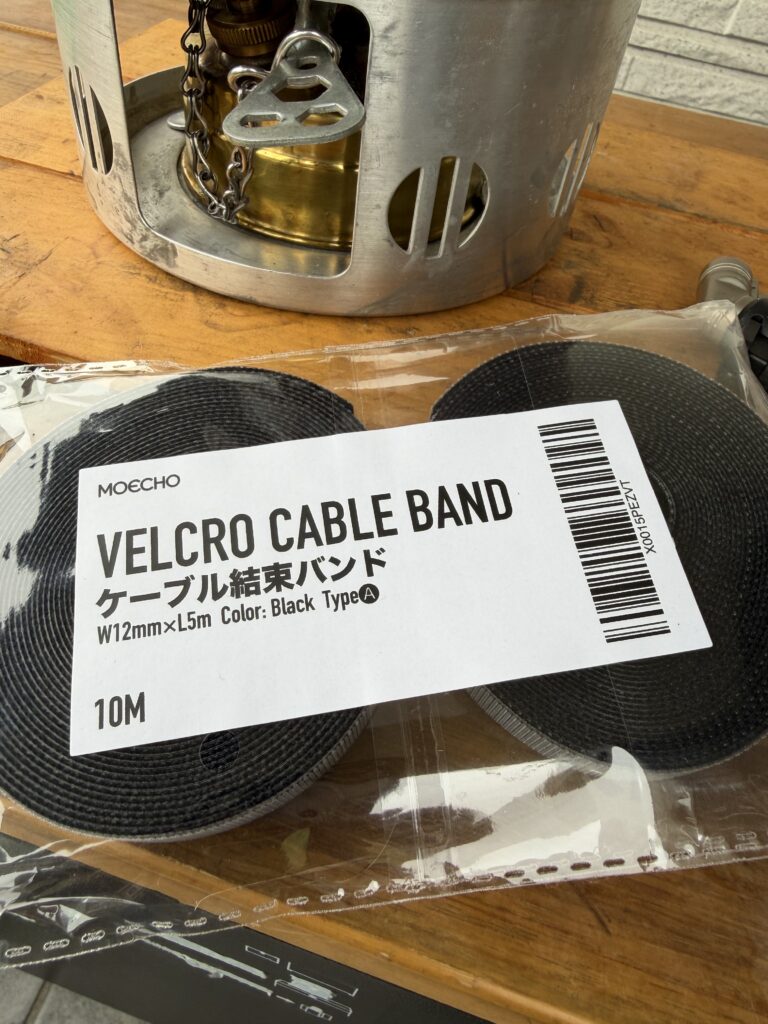 MOECHO
VELCRO CABLE BAND
ケーブル結束バンド
W12mm×L5m Color: Black TypeA
10M
X0015PEZVT